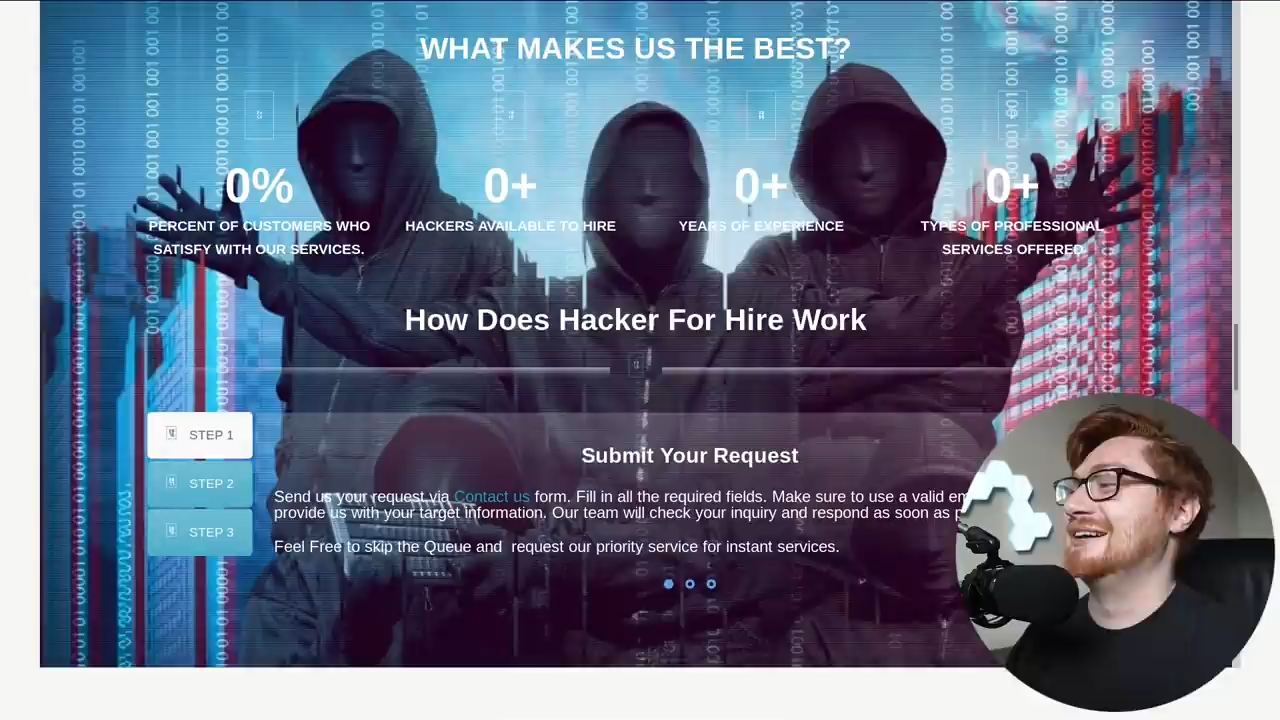 WHAT MAKES US THE BEST?
0%
PERCENT OF CUSTOMERS WHO
SATISFY WITH OUR SERVICES.
0+
HACKERS AVAILABLE TO HIRE
0+
YEARS OF EXPERIENCE
0+
TYPES OF PROFESSIONAL
SERVICES OFFERED.
How Does Hacker For Hire Work
STEP 1
STEP 2
STEP 3
Submit Your Request
Send us your request via Contact us form. Fill in all the required fields. Make sure to use a valid em
provide us with your target information. Our team will check your inquiry and respond as soon as p
Feel Free to skip the Queue and request our priority service for instant services.